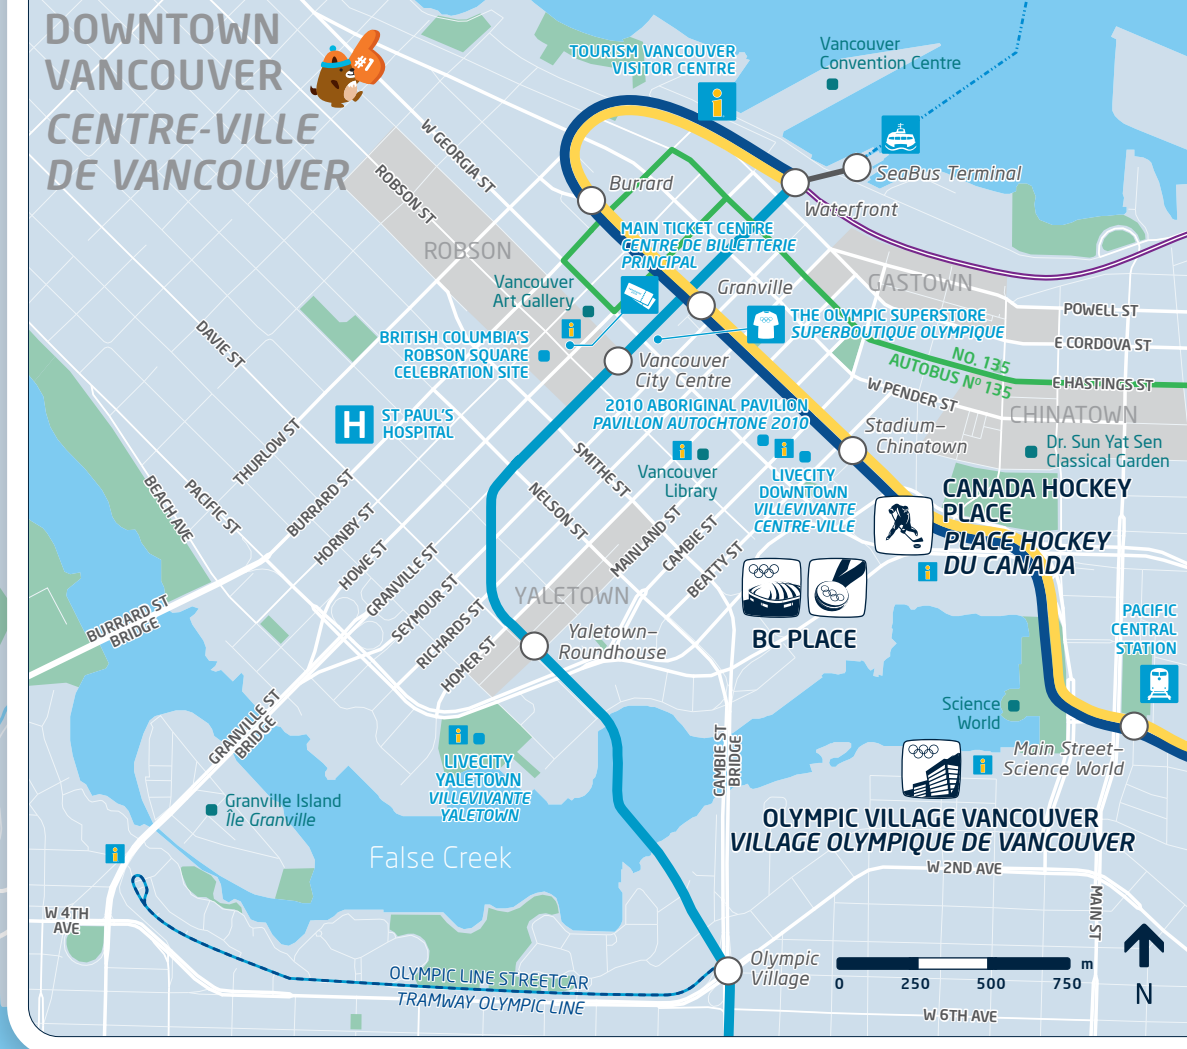 DOWNTOWN
VANCOUVER
CENTRE-VILLE
DE VANCOUVER
#1
TOURISM VANCOUVER
VISITOR CENTRE
i
Vancouver
Convention Centre
SeaBus Terminal
Waterfront
Burrard
W GEORGIA ST
ROBSON ST
ROBSON
MAIN TICKET CENTRE
CENTRE DE BILLETTERIE
PRINCIPAL
Vancouver
Art Gallery
i
Granville
GASTOWN
THE OLYMPIC SUPERSTORE
SUPERBOUTIQUE OLYMPIQUE
POWELL ST
E CORDOVA ST
NO. 135
AUTOBUS Nº 135
E HASTINGS ST
W PENDER ST
CHINATOWN
DAVIE ST
BRITISH COLUMBIA'S
ROBSON SQUARE
CELEBRATION SITE
Vancouver
City Centre
H
ST PAUL'S
HOSPITAL
2010 ABORIGINAL PAVILION
PAVILLON AUTOCHTONE 2010
Stadium–
Chinatown
Dr. Sun Yat Sen
Classical Garden
i
Vancouver
Library
i
LIVECITY
DOWNTOWN
VILLEVIVANTE
CENTRE-VILLE
CANADA HOCKEY
PLACE
PLACE HOCKEY
DU CANADA
i
THURLOW ST
BEACH AVE
PACIFIC ST
BURRARD ST
HORNBY ST
HOWE ST
GRANVILLE ST
SEYMOUR ST
RICHARDS ST
HOMER ST
SMITHE ST
NELSON ST
MAINLAND ST
CAMBIE ST
BEATTY ST
YALETOWN
Yaletown–
Roundhouse
BC PLACE
PACIFIC
CENTRAL
STATION
BURRARD ST
BRIDGE
GRANVILLE ST
BRIDGE
CAMBIE ST
BRIDGE
Science
World
Main Street–
Science World
i
i
LIVECITY
YALETOWN
VILLEVIVANTE
YALETOWN
Granville Island
Île Granville
False Creek
OLYMPIC VILLAGE VANCOUVER
VILLAGE OLYMPIQUE DE VANCOUVER
i
W 2ND AVE
W 4TH
AVE
MAIN ST
OLYMPIC LINE STREETCAR
TRAMWAY OLYMPIC LINE
Olympic
Village
m
0 250 500 750
N
W 6TH AVE